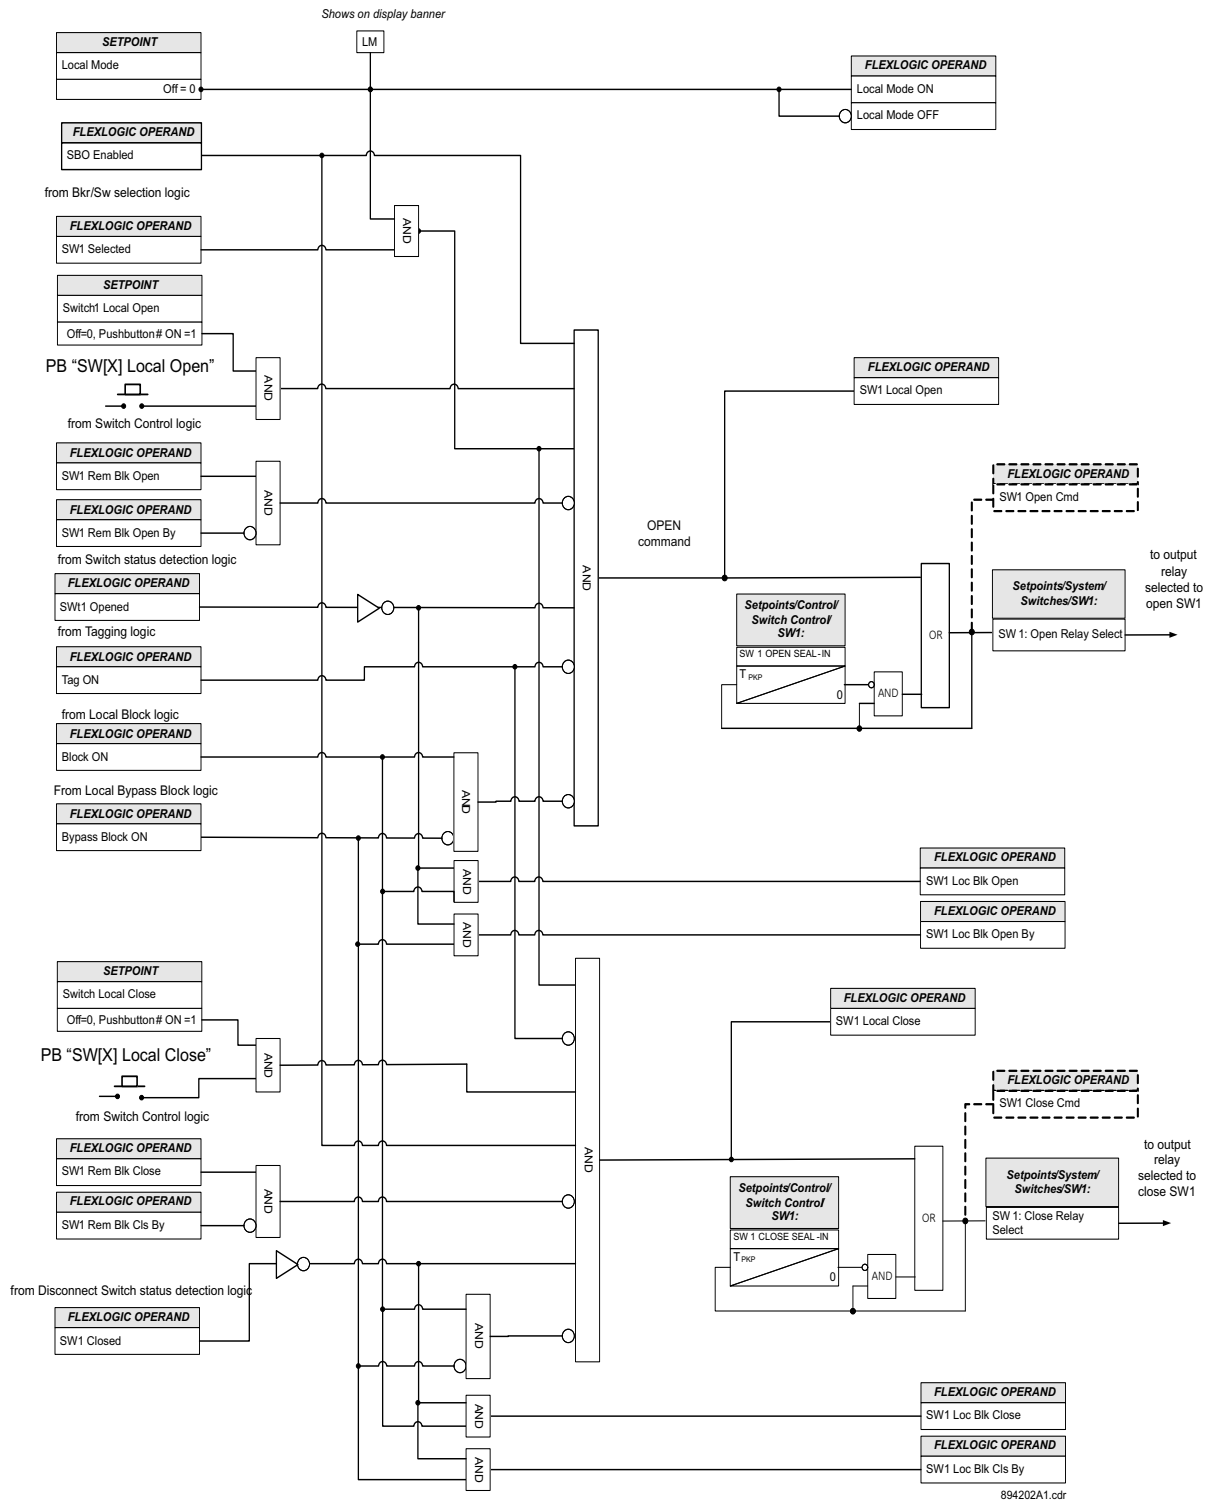 Shows on display banner
LM
SETPOINT
Local Mode
Off = 0
FLEXLOGIC OPERAND
Local Mode ON
Local Mode OFF
FLEXLOGIC OPERAND
SBO Enabled
from Bkr/Sw selection logic
FLEXLOGIC OPERAND
SW1 Selected
AND
SETPOINT
Switch1 Local Open
Off=0, Pushbutton# ON =1
PB “SW[X] Local Open”
AND
from Switch Control logic
FLEXLOGIC OPERAND
SW1 Local Open
FLEXLOGIC OPERAND
SW1 Rem Blk Open
AND
FLEXLOGIC OPERAND
SW1 Rem Blk Open By
FLEXLOGIC OPERAND
SW1 Open Cmd
from Switch status detection logic
OPEN
command
FLEXLOGIC OPERAND
SWt1 Opened
AND
Setpoints/Control/
Switch Control/
SW1:
SW 1 OPEN SEAL-IN
T PKP
0
AND
OR
Setpoints/System/
Switches/SW1:
SW 1: Open Relay Select
to output
relay
selected to
open SW1
from Tagging logic
FLEXLOGIC OPERAND
Tag ON
from Local Block logic
FLEXLOGIC OPERAND
Block ON
From Local Bypass Block logic
FLEXLOGIC OPERAND
Bypass Block ON
AND
AND
FLEXLOGIC OPERAND
SW1 Loc Blk Open
AND
FLEXLOGIC OPERAND
SW1 Loc Blk Open By
SETPOINT
Switch Local Close
Off=0, Pushbutton# ON =1
PB “SW[X] Local Close”
AND
from Switch Control logic
FLEXLOGIC OPERAND
SW1 Local Close
FLEXLOGIC OPERAND
SW1 Rem Blk Close
AND
FLEXLOGIC OPERAND
SW1 Rem Blk Cls By
AND
FLEXLOGIC OPERAND
SW1 Close Cmd
Setpoints/Control/
Switch Control/
SW1:
SW 1 CLOSE SEAL-IN
T PKP
0
AND
OR
Setpoints/System/
Switches/SW1:
SW 1: Close Relay
Select
to output
relay
selected to
close SW1
from Disconnect Switch status detection logic
FLEXLOGIC OPERAND
SW1 Closed
AND
AND
FLEXLOGIC OPERAND
SW1 Loc Blk Close
AND
FLEXLOGIC OPERAND
SW1 Loc Blk Cls By
894202A1.cdr